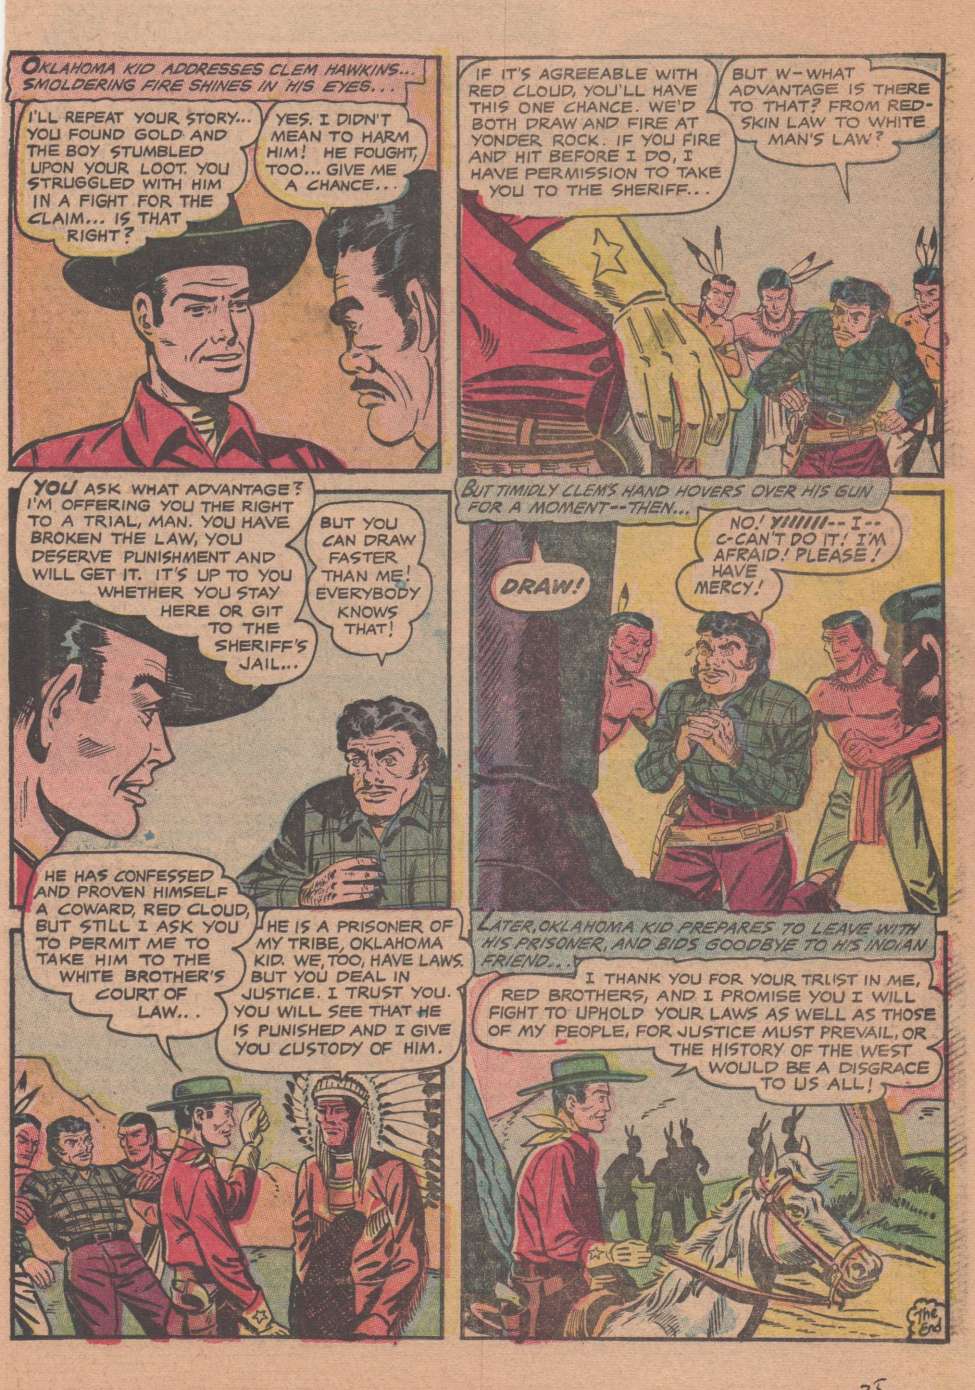 OKLAHOMA KID ADDRESSES CLEM HAWKINS...
SMOLDERING FIRE SHINES IN HIS EYES...
I'LL REPEAT YOUR STORY...
YOU FOUND GOLD AND
THE BOY STUMBLED
UPON YOUR LOOT. YOU
STRUGGLED WITH HIM
IN A FIGHT FOR THE
CLAIM... IS THAT
RIGHT?
YES. I DIDN'T
MEAN TO HARM
HIM! HE FOUGHT,
TOO... GIVE ME
A CHANCE...
IF IT'S AGREEABLE WITH
RED CLOUD, YOU'LL HAVE
THIS ONE CHANCE. WE'D
BOTH DRAW AND FIRE AT
YONDER ROCK. IF YOU FIRE
AND HIT BEFORE I DO, I
HAVE PERMISSION TO TAKE
YOU TO THE SHERIFF...
BUT W-WHAT
ADVANTAGE IS THERE
TO THAT? FROM RED-
SKIN LAW TO WHITE
MAN'S LAW?
YOU ASK WHAT ADVANTAGE?
I'M OFFERING YOU THE RIGHT
TO A TRIAL, MAN. YOU HAVE
BROKEN THE LAW, YOU
DESERVE PUNISHMENT AND
WILL GET IT. IT'S UP TO YOU
WHETHER YOU STAY
HERE OR GIT
TO THE
SHERIFF'S
JAIL...
BUT YOU
CAN DRAW
FASTER
THAN ME!
EVERYBODY
KNOWS
THAT!
BUT TIMIDLY CLEM'S HAND HOVERS OVER HIS GUN
FOR A MOMENT--THEN...
DRAW!
NO! YIIIIII-- I--
C-CAN'T DO IT! I'M
AFRAID! PLEASE!
HAVE
MERCY!
HE HAS CONFESSED
AND PROVEN HIMSELF
A COWARD, RED CLOUD,
BUT STILL I ASK YOU
TO PERMIT ME TO
TAKE HIM TO THE
WHITE BROTHER'S
COURT OF
LAW...
HE IS A PRISONER OF
MY TRIBE, OKLAHOMA
KID. WE, TOO, HAVE LAWS.
BUT YOU DEAL IN
JUSTICE. I TRUST YOU.
YOU WILL SEE THAT HE
IS PUNISHED AND I GIVE
YOU CUSTODY OF HIM.
LATER, OKLAHOMA KID PREPARES TO LEAVE WITH
HIS PRISONER, AND BIDS GOODBYE TO HIS INDIAN
FRIEND...
I THANK YOU FOR YOUR TRUST IN ME,
RED BROTHERS, AND I PROMISE YOU I WILL
FIGHT TO UPHOLD YOUR LAWS AS WELL AS THOSE
OF MY PEOPLE, FOR JUSTICE MUST PREVAIL, OR
THE HISTORY OF THE WEST
WOULD BE A DISGRACE
TO US ALL!
The
End